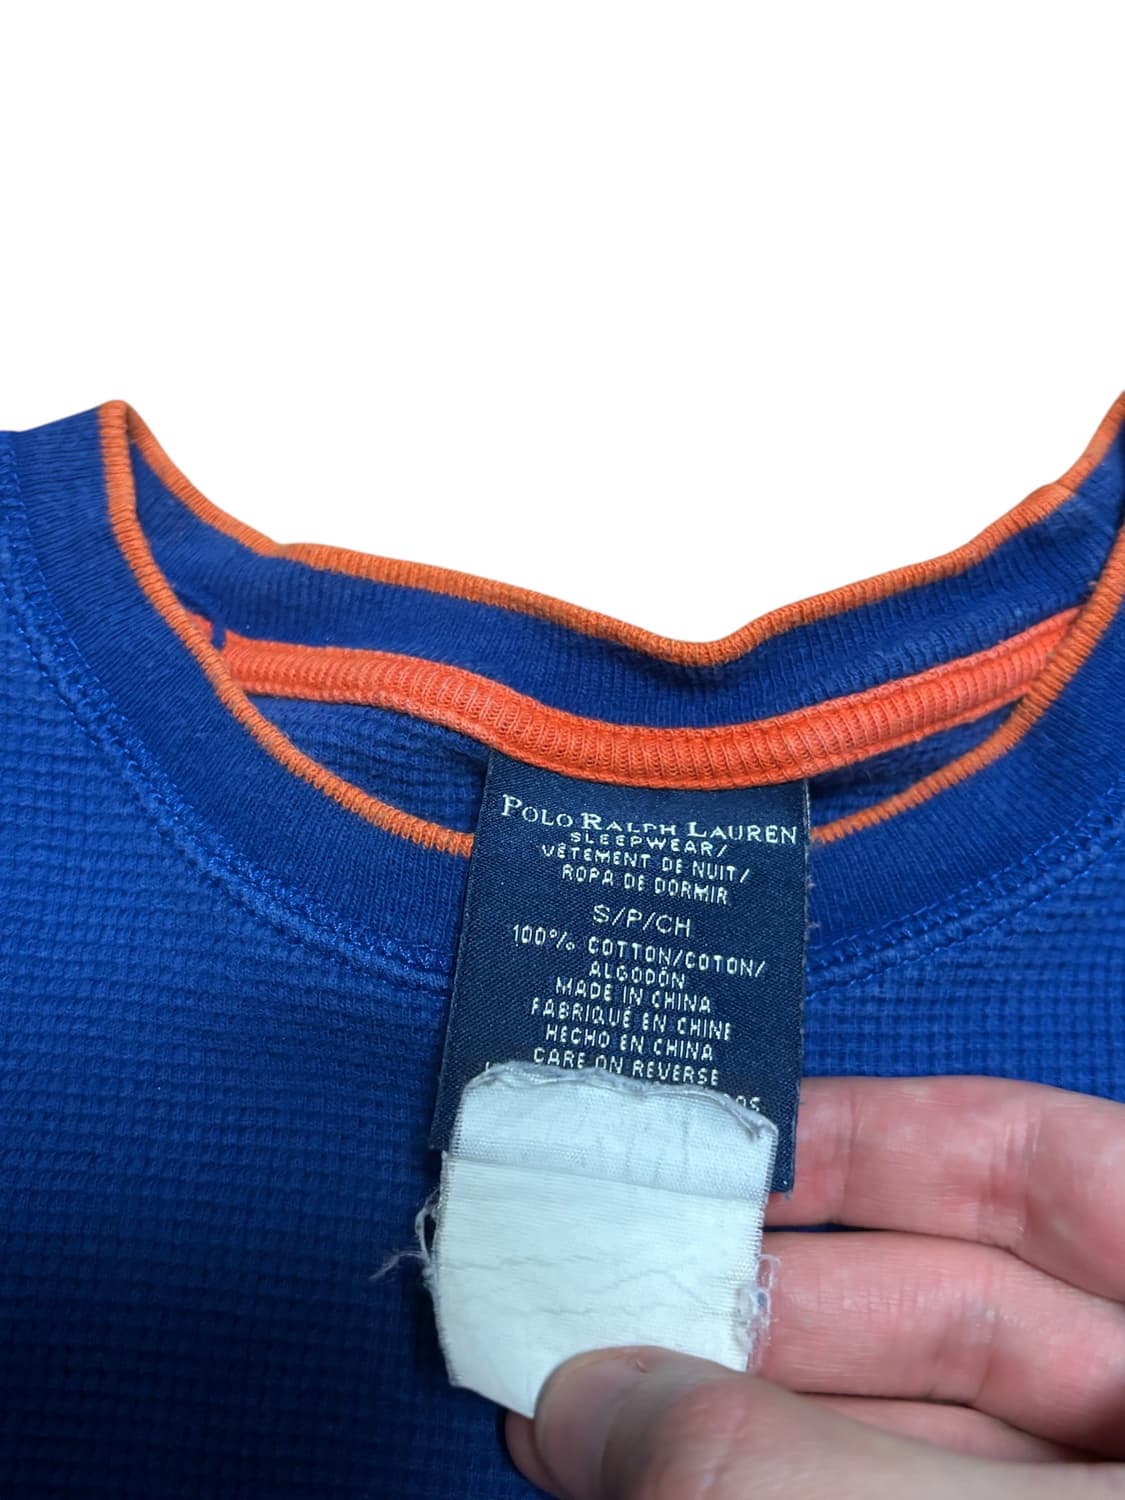 POLO RALPH LAUREN
SLEEPWEAR/
VÊTEMENT DE NUIT/
ROPA DE DORMIR
S/P/CH
100% COTTON/COTON/
ALGODÓN
MADE IN CHINA
FABRIQUÉ EN CHINE
HECHO EN CHINA
CARE ON REVERSE